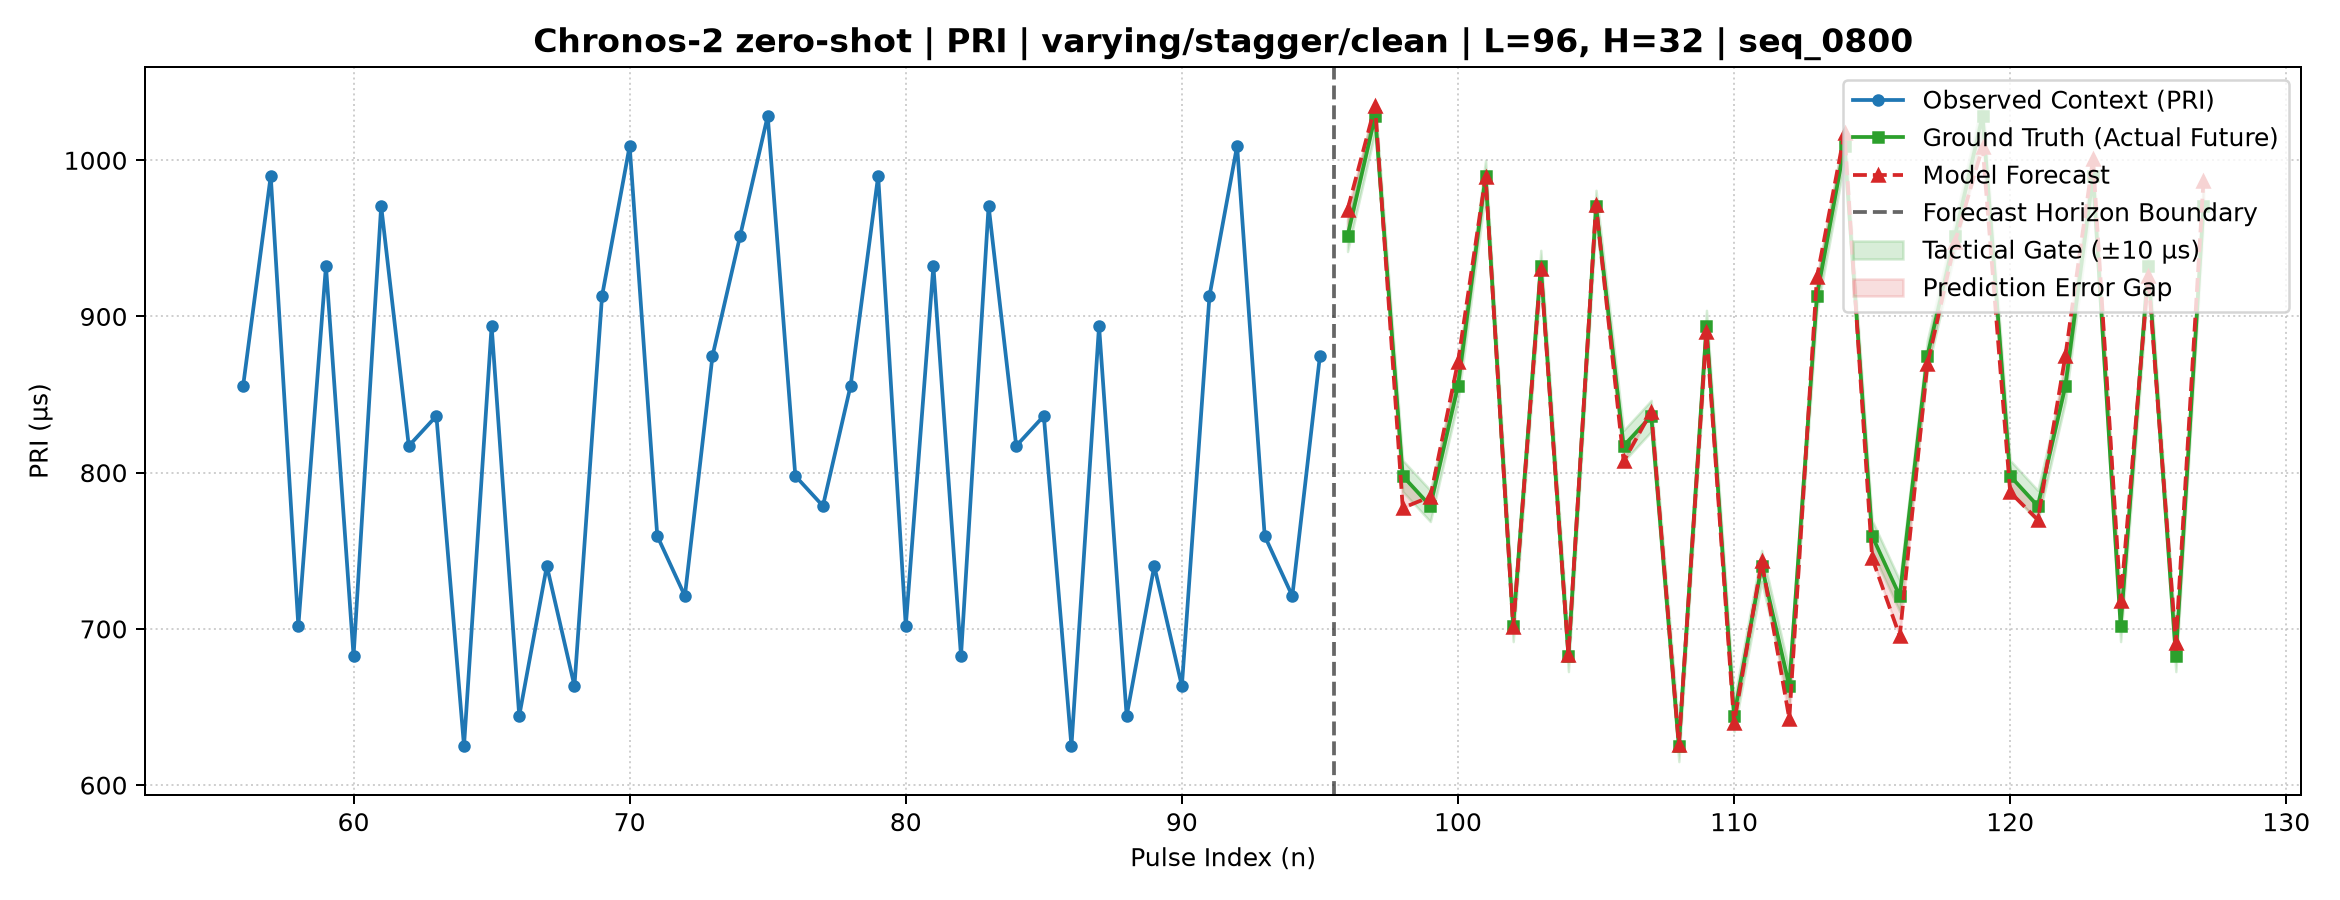 Chronos-2 zero-shot | PRI | varying/stagger/clean | L=96, H=32 | seq_0800
Observed Context (PRI)
Ground Truth (Actual Future)
Model Forecast
Forecast Horizon Boundary
Tactical Gate (±10 µs)
Prediction Error Gap
PRI (µs)
1000
900
800
700
600
60 70 80 90 100 110 120 130
Pulse Index (n)